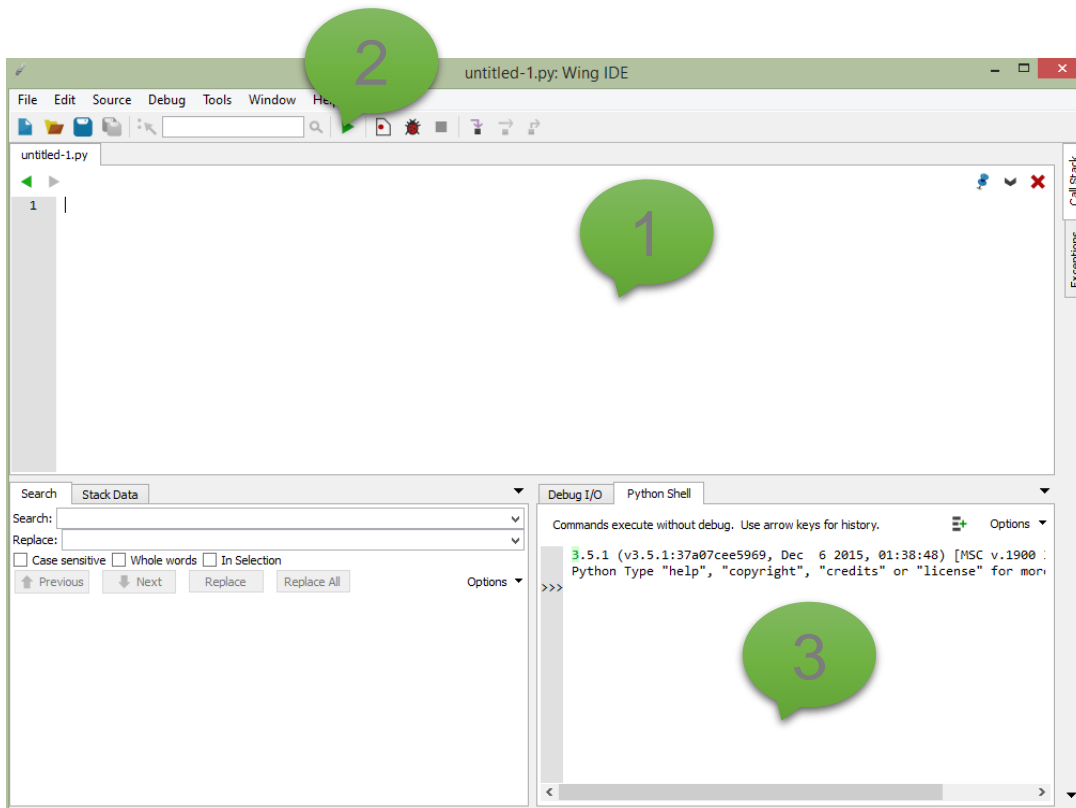 2
untitled-1.py: Wing IDE
File Edit Source Debug Tools Window
untitled-1.py
1
1
Call Stack
Exceptions
Search Stack Data
Search:
Replace:
Case sensitive Whole words In Selection
Previous Next Replace Replace All Options
Debug I/O Python Shell
Commands execute without debug. Use arrow keys for history. Options
3.5.1 (v3.5.1:37a07cee5969, Dec 6 2015, 01:38:48) [MSC v.1900
Python Type "help", "copyright", "credits" or "license" for more
>>>
3